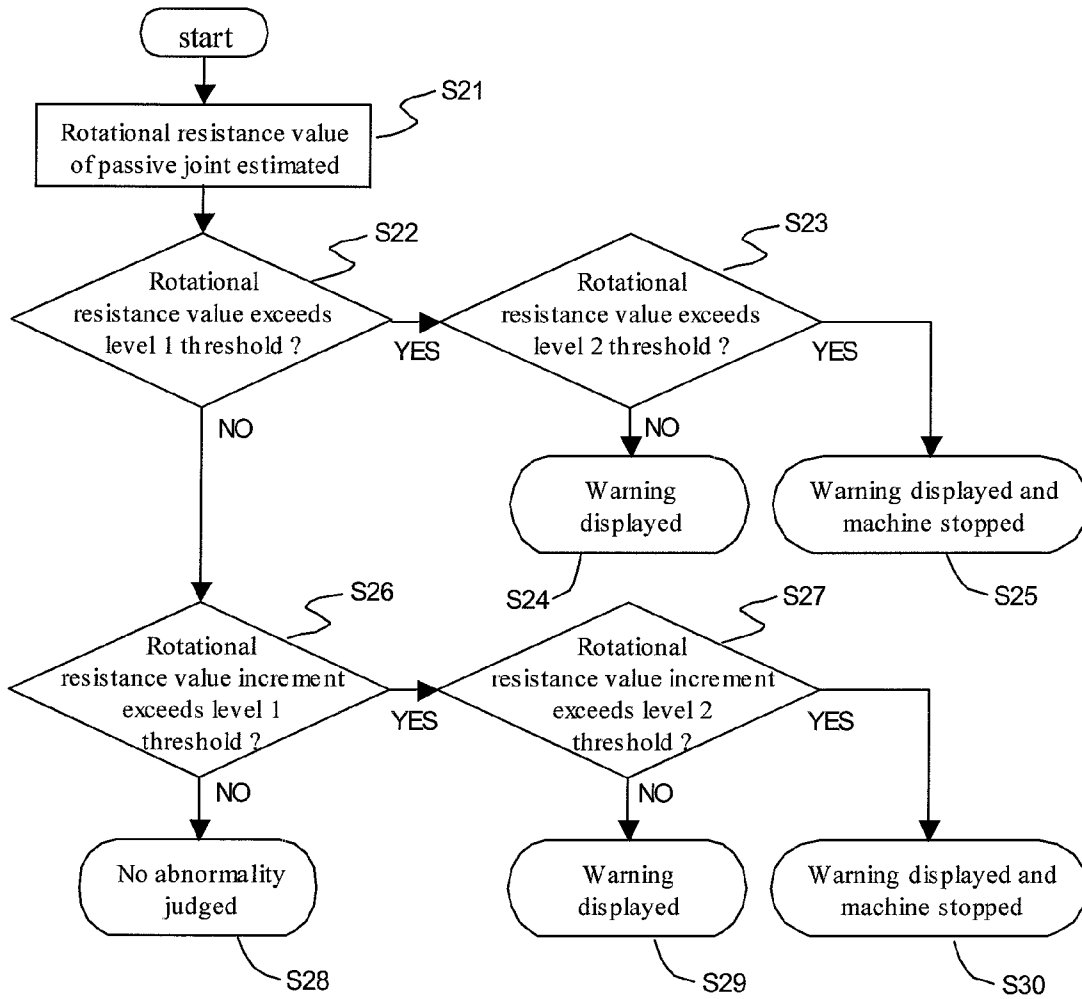 start
S21
Rotational resistance value
of passive joint estimated
S22
Rotational
resistance value exceeds
level 1 threshold ?
YES
NO
S23
Rotational
resistance value exceeds
level 2 threshold ?
YES
NO
Warning
displayed
S24
Warning displayed and
machine stopped
S25
S26
Rotational
resistance value increment
exceeds level 1
threshold ?
YES
NO
S27
Rotational
resistance value increment
exceeds level 2
threshold ?
YES
NO
No abnormality
judged
S28
Warning
displayed
S29
Warning displayed and
machine stopped
S30